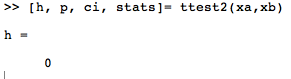 >> [h, p, ci, stats]= ttest2(xa,xb)
h =
0